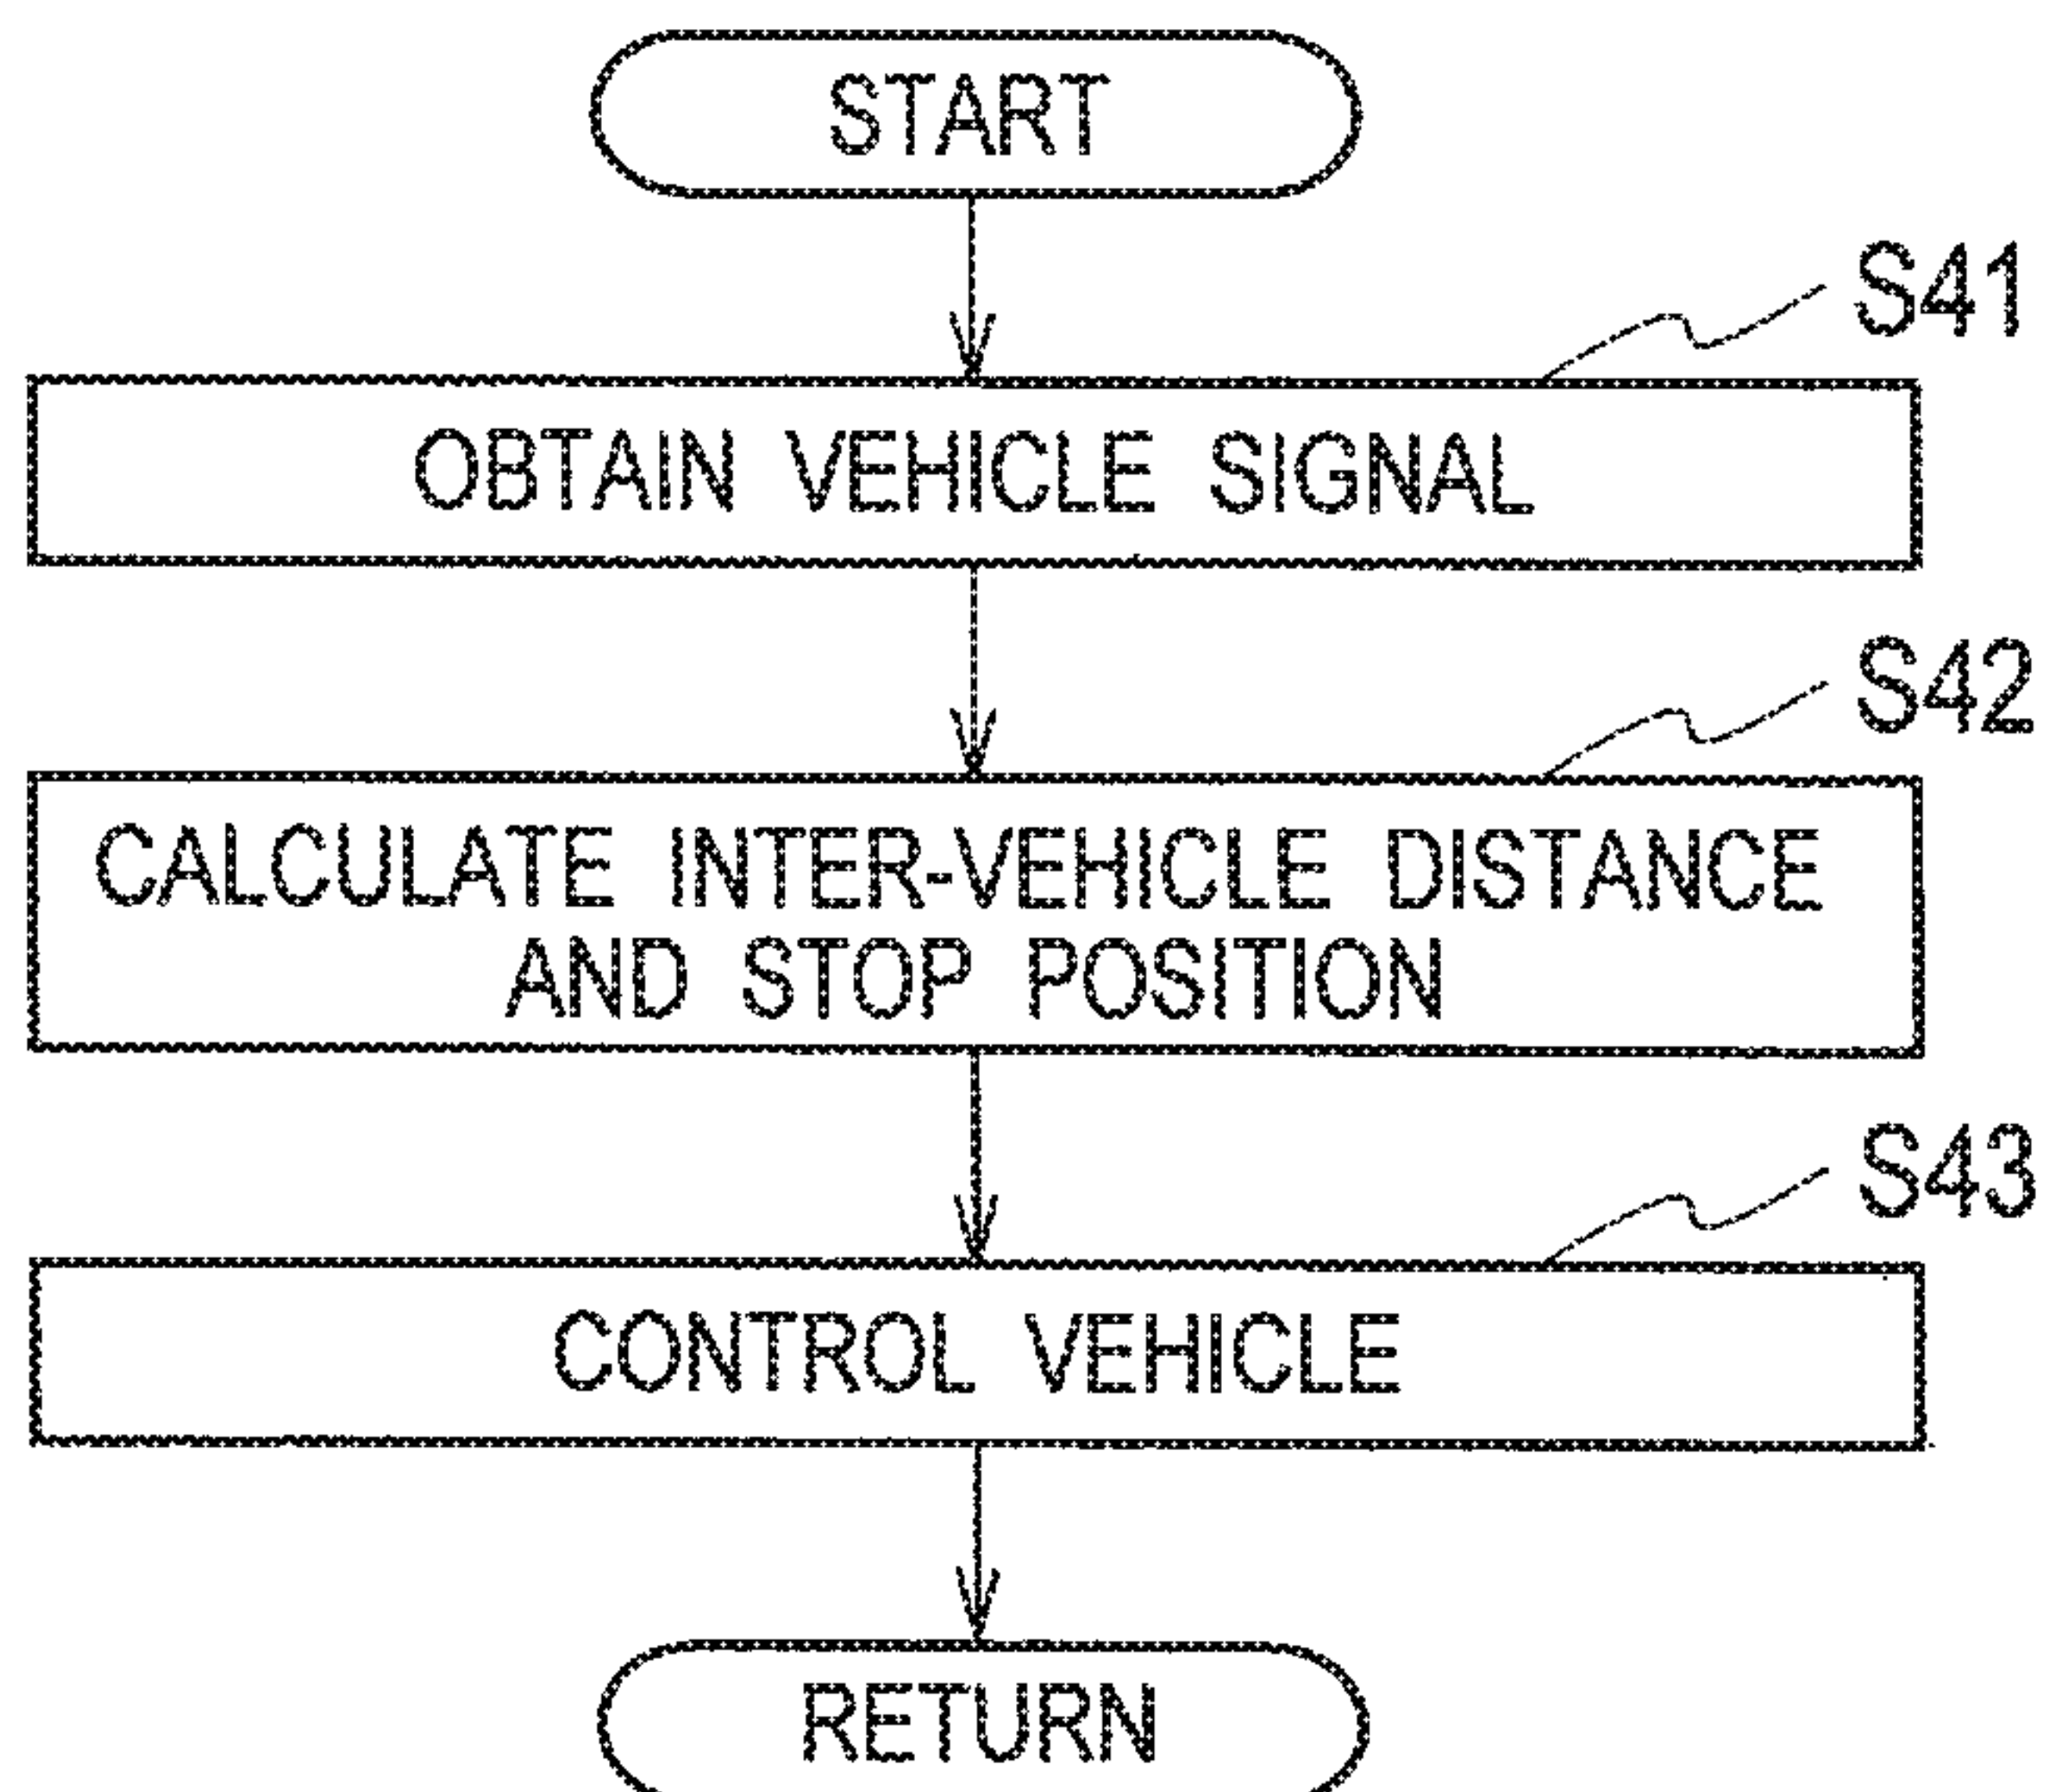 START
S41
OBTAIN VEHICLE SIGNAL
S42
CALCULATE INTER-VEHICLE DISTANCE
AND STOP POSITION
S43
CONTROL VEHICLE
RETURN